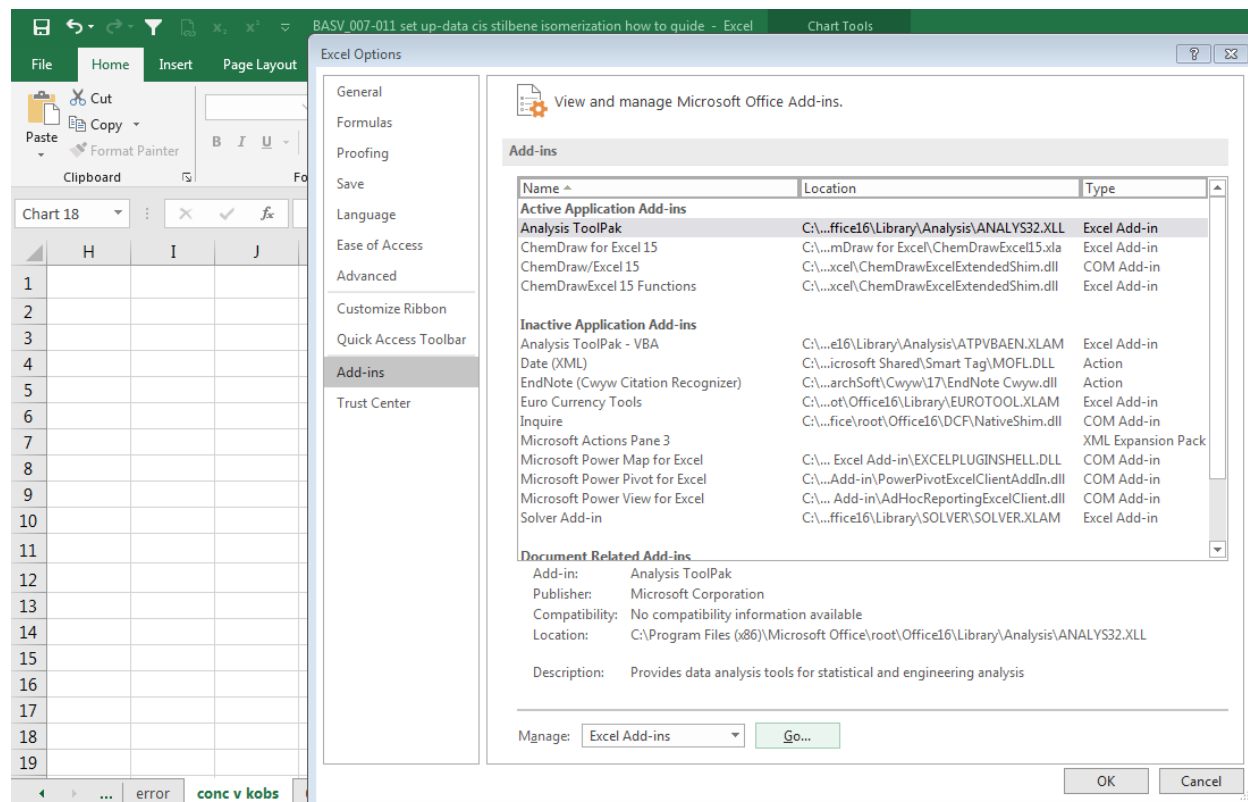 BASV_007-011 set up-data cis stilbene isomerization how to guide - Excel
Chart Tools
File Home Insert Page Layout
Cut
Copy
Format Painter
Paste
B I U
Clipboard
Fo
Chart 18
fx
H I J
1
2
3
4
5
6
7
8
9
10
11
12
13
14
15
16
17
18
19
... error conc v kobs
Excel Options
General
Formulas
Proofing
Save
Language
Ease of Access
Advanced
Customize Ribbon
Quick Access Toolbar
Add-ins
Trust Center
View and manage Microsoft Office Add-ins.
Add-ins
Name Location Type
Active Application Add-ins
Analysis ToolPak C:\...ffice16\Library\Analysis\ANALYS32.XLL Excel Add-in
ChemDraw for Excel 15 C:\...mDraw for Excel\ChemDrawExcel15.xla Excel Add-in
ChemDraw/Excel 15 C:\...xcel\ChemDrawExcelExtendedShim.dll COM Add-in
ChemDrawExcel 15 Functions C:\...xcel\ChemDrawExcelExtendedShim.dll Excel Add-in
Inactive Application Add-ins
Analysis ToolPak - VBA C:\...e16\Library\Analysis\ATPVBAEN.XLAM Excel Add-in
Date (XML) C:\...icrosoft Shared\Smart Tag\MOFL.DLL Action
EndNote (Cwyw Citation Recognizer) C:\...archSoft\Cwyw\17\EndNote Cwyw.dll Action
Euro Currency Tools C:\...ot\Office16\Library\EUROTOOL.XLAM Excel Add-in
Inquire C:\...fice\root\Office16\DCF\NativeShim.dll COM Add-in
Microsoft Actions Pane 3 XML Expansion Pack
Microsoft Power Map for Excel C:\... Excel Add-in\EXCELPLUGINSHELL.DLL COM Add-in
Microsoft Power Pivot for Excel C:\...Add-in\PowerPivotExcelClientAddIn.dll COM Add-in
Microsoft Power View for Excel C:\... Add-in\AdHocReportingExcelClient.dll COM Add-in
Solver Add-in C:\...ffice16\Library\SOLVER\SOLVER.XLAM Excel Add-in
Document Related Add-ins
Add-in: Analysis ToolPak
Publisher: Microsoft Corporation
Compatibility: No compatibility information available
Location: C:\Program Files (x86)\Microsoft Office\root\Office16\Library\Analysis\ANALYS32.XLL
Description: Provides data analysis tools for statistical and engineering analysis
Manage: Excel Add-ins Go...
OK Cancel